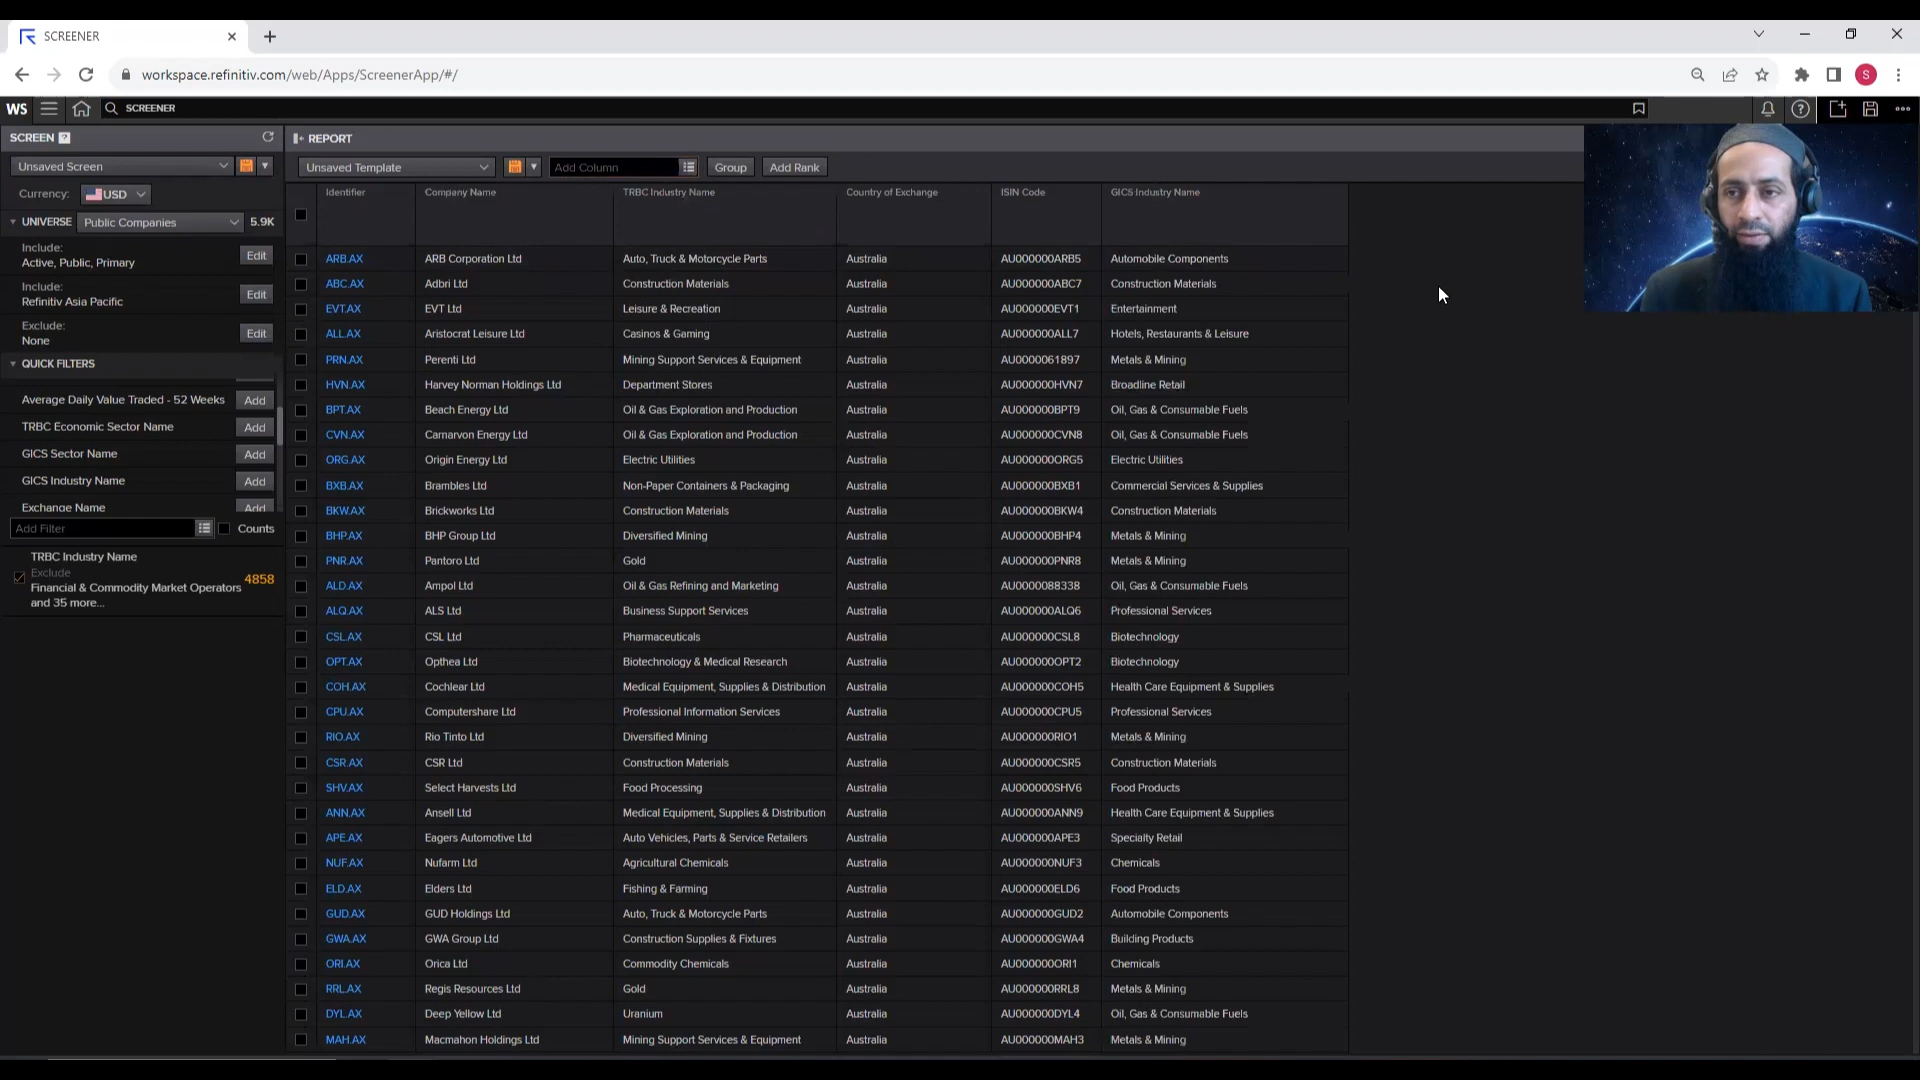 SCREENER
workspace.refinitiv.com/web/Apps/ScreenerApp/#/
S
WS SCREENER
SCREEN ?
REPORT
Unsaved Screen
Unsaved Template Add Column Group Add Rank
Currency: USD
UNIVERSE Public Companies 5.9K
Include:
Active, Public, Primary Edit
Include:
Refinitiv Asia Pacific Edit
Exclude:
None Edit
QUICK FILTERS
Average Daily Value Traded - 52 Weeks Add
TRBC Economic Sector Name Add
GICS Sector Name Add
GICS Industry Name Add
Exchange Name Add
Add Filter Counts
TRBC Industry Name
Exclude
Financial & Commodity Market Operators 4858
and 35 more...
Identifier Company Name TRBC Industry Name Country of Exchange ISIN Code GICS Industry Name
ARB.AX ARB Corporation Ltd Auto, Truck & Motorcycle Parts Australia AU000000ARB5 Automobile Components
ABC.AX Adbri Ltd Construction Materials Australia AU000000ABC7 Construction Materials
EVT.AX EVT Ltd Leisure & Recreation Australia AU000000EVT1 Entertainment
ALL.AX Aristocrat Leisure Ltd Casinos & Gaming Australia AU000000ALL7 Hotels, Restaurants & Leisure
PRN.AX Perenti Ltd Mining Support Services & Equipment Australia AU0000061897 Metals & Mining
HVN.AX Harvey Norman Holdings Ltd Department Stores Australia AU000000HVN7 Broadline Retail
BPT.AX Beach Energy Ltd Oil & Gas Exploration and Production Australia AU000000BPT9 Oil, Gas & Consumable Fuels
CVN.AX Carnarvon Energy Ltd Oil & Gas Exploration and Production Australia AU000000CVN8 Oil, Gas & Consumable Fuels
ORG.AX Origin Energy Ltd Electric Utilities Australia AU000000ORG5 Electric Utilities
BXB.AX Brambles Ltd Non-Paper Containers & Packaging Australia AU000000BXB1 Commercial Services & Supplies
BKW.AX Brickworks Ltd Construction Materials Australia AU000000BKW4 Construction Materials
BHP.AX BHP Group Ltd Diversified Mining Australia AU000000BHP4 Metals & Mining
PNR.AX Pantoro Ltd Gold Australia AU000000PNR8 Metals & Mining
ALD.AX Ampol Ltd Oil & Gas Refining and Marketing Australia AU0000088338 Oil, Gas & Consumable Fuels
ALQ.AX ALS Ltd Business Support Services Australia AU000000ALQ6 Professional Services
CSL.AX CSL Ltd Pharmaceuticals Australia AU000000CSL8 Biotechnology
OPT.AX Opthea Ltd Biotechnology & Medical Research Australia AU000000OPT2 Biotechnology
COH.AX Cochlear Ltd Medical Equipment, Supplies & Distribution Australia AU000000COH5 Health Care Equipment & Supplies
CPU.AX Computershare Ltd Professional Information Services Australia AU000000CPU5 Professional Services
RIO.AX Rio Tinto Ltd Diversified Mining Australia AU000000RIO1 Metals & Mining
CSR.AX CSR Ltd Construction Materials Australia AU000000CSR5 Construction Materials
SHV.AX Select Harvests Ltd Food Processing Australia AU000000SHV6 Food Products
ANN.AX Ansell Ltd Medical Equipment, Supplies & Distribution Australia AU000000ANN9 Health Care Equipment & Supplies
APE.AX Eagers Automotive Ltd Auto Vehicles, Parts & Service Retailers Australia AU000000APE3 Specialty Retail
NUF.AX Nufarm Ltd Agricultural Chemicals Australia AU000000NUF3 Chemicals
ELD.AX Elders Ltd Fishing & Farming Australia AU000000ELD6 Food Products
GUD.AX GUD Holdings Ltd Auto, Truck & Motorcycle Parts Australia AU000000GUD2 Automobile Components
GWA.AX GWA Group Ltd Construction Supplies & Fixtures Australia AU000000GWA4 Building Products
ORI.AX Orica Ltd Commodity Chemicals Australia AU000000ORI1 Chemicals
RRL.AX Regis Resources Ltd Gold Australia AU000000RRL8 Metals & Mining
DYL.AX Deep Yellow Ltd Uranium Australia AU000000DYL4 Oil, Gas & Consumable Fuels
MAH.AX Macmahon Holdings Ltd Mining Support Services & Equipment Australia AU000000MAH3 Metals & Mining